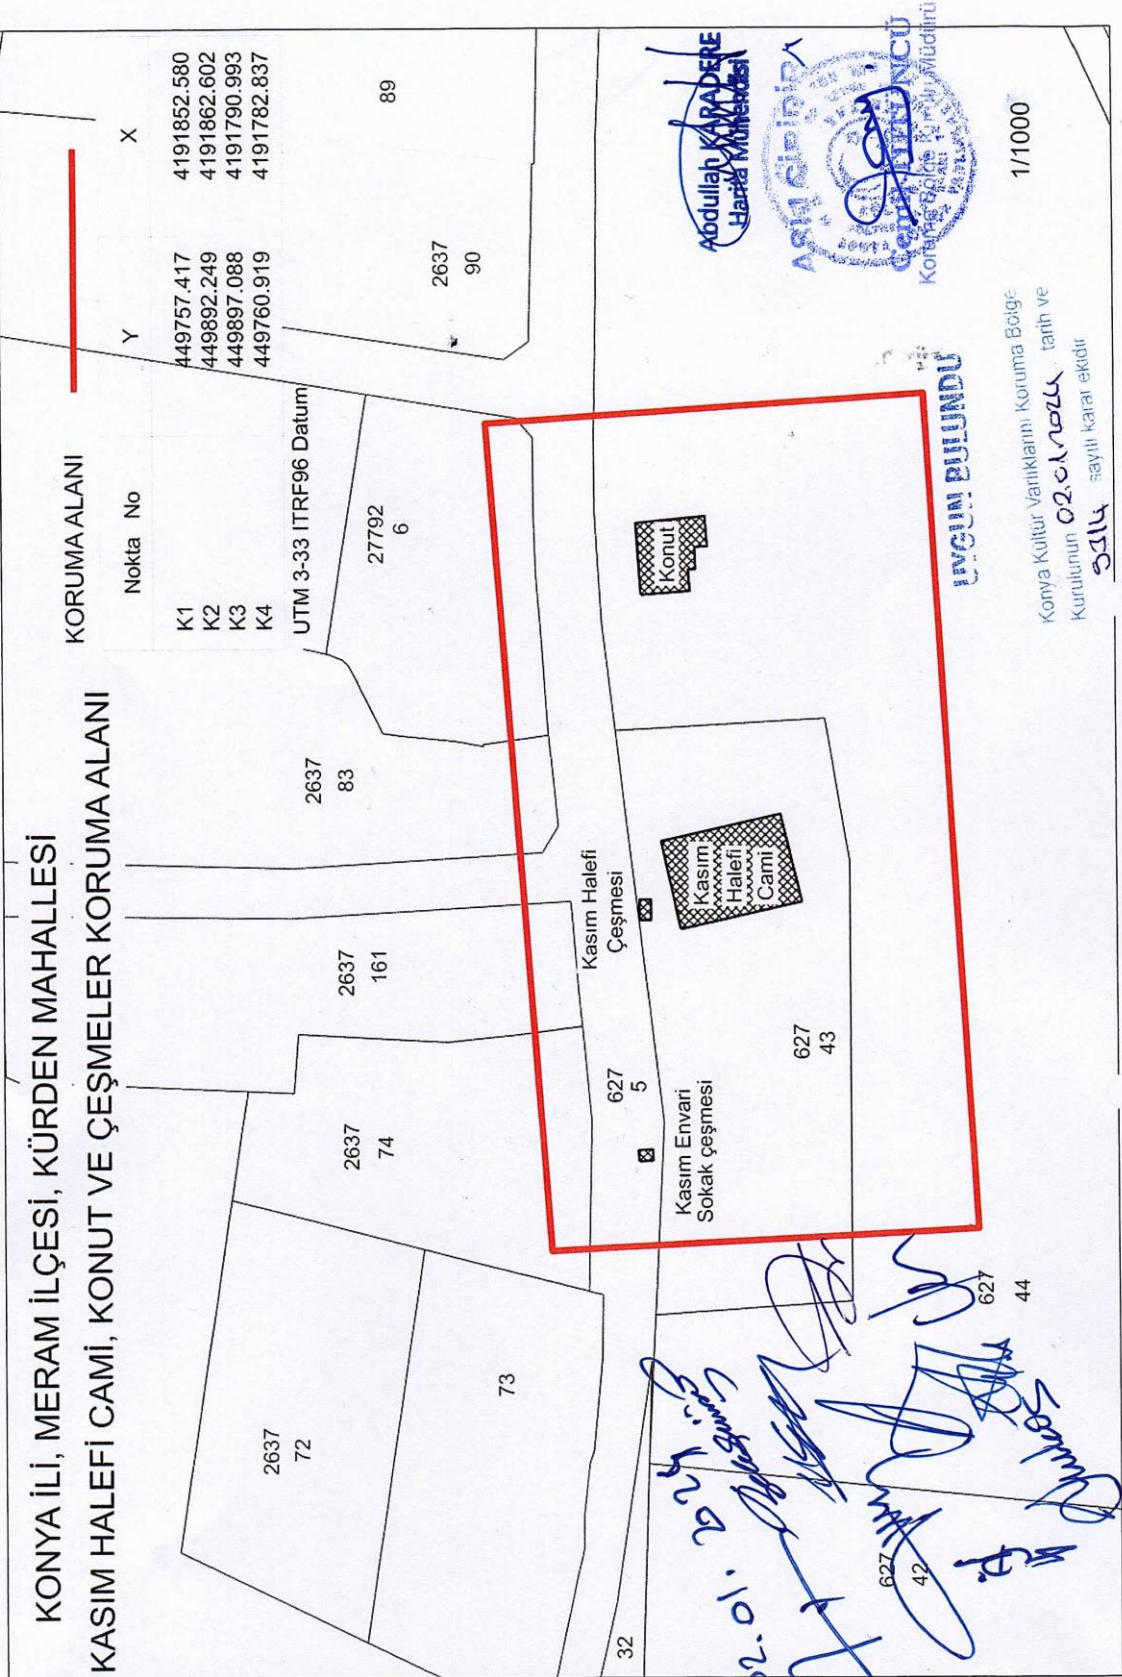 KONYA İLİ, MERAM İLÇESİ, KÜRDEN MAHALLESİ
KASIM HALEFİ CAMİ, KONUT VE ÇEŞMELER KORUMA ALANI
KORUMA ALANI
Nokta No Y X
K1 449757.417 4191852.580
K2 449892.249 4191862.602
K3 449897.088 4191790.993
K4 449760.919 4191782.837
UTM 3-33 ITRF96 Datum
2637
72
73
2637
74
2637
161
2637
83
27792
6
2637
90
89
32
627
5
Kasım Halefi
Çeşmesi
Kasım Envari
Sokak çeşmesi
Kasım
Halefi
Cami
Konut
627
43
627
44
627
42
02.01.2024
Abdullah KARADERE
Harita Mühendisi
ASLI GİBİDİR
Koruma Bölge Kurulu Müdürü
UYGUN BULUNDU
Konya Kültür Varlıklarını Koruma Bölge
Kurulunun 02.01.2024 tarih ve
9314 sayılı karar ekidir
1/1000